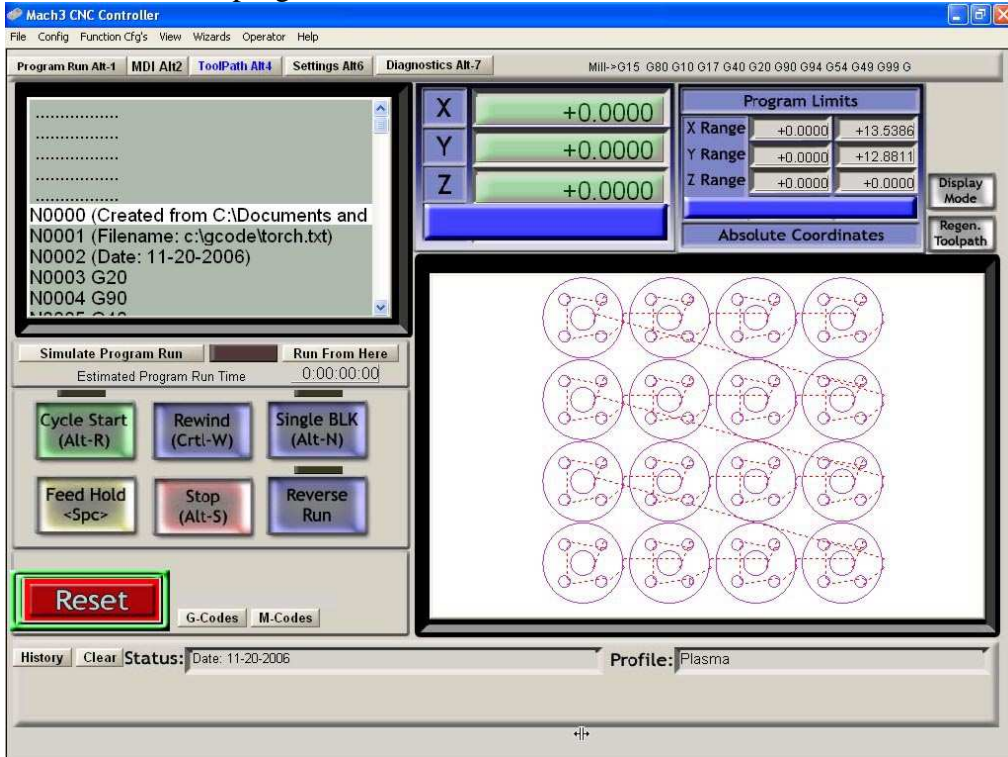 Mach3 CNC Controller
File Config Function Cfg's View Wizards Operator Help
Program Run Alt-1 MDI Alt2 ToolPath Alt4 Settings Alt6 Diagnostics Alt-7 Mill->G15 G80 G10 G17 G40 G20 G90 G94 G54 G49 G99 G
.................
.................
.................
.................
.................
N0000 (Created from C:\Documents and
N0001 (Filename: c:\gcode\torch.txt)
N0002 (Date: 11-20-2006)
N0003 G20
N0004 G90
X +0.0000
Y +0.0000
Z +0.0000
Program Limits
X Range +0.0000 +13.5386
Y Range +0.0000 +12.8811
Z Range +0.0000 +0.0000
Absolute Coordinates
Display
Mode
Regen.
Toolpath
Simulate Program Run Run From Here
Estimated Program Run Time 0:00:00:00
Cycle Start
(Alt-R)
Rewind
(Crtl-W)
Single BLK
(Alt-N)
Feed Hold
<Spc>
Stop
(Alt-S)
Reverse
Run
Reset
G-Codes M-Codes
History Clear Status: Date: 11-20-2006 Profile: Plasma